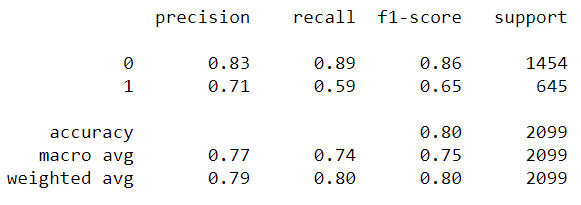 precision recall f1-score support
0 0.83 0.89 0.86 1454
1 0.71 0.59 0.65 645
accuracy 0.80 2099
macro avg 0.77 0.74 0.75 2099
weighted avg 0.79 0.80 0.80 2099